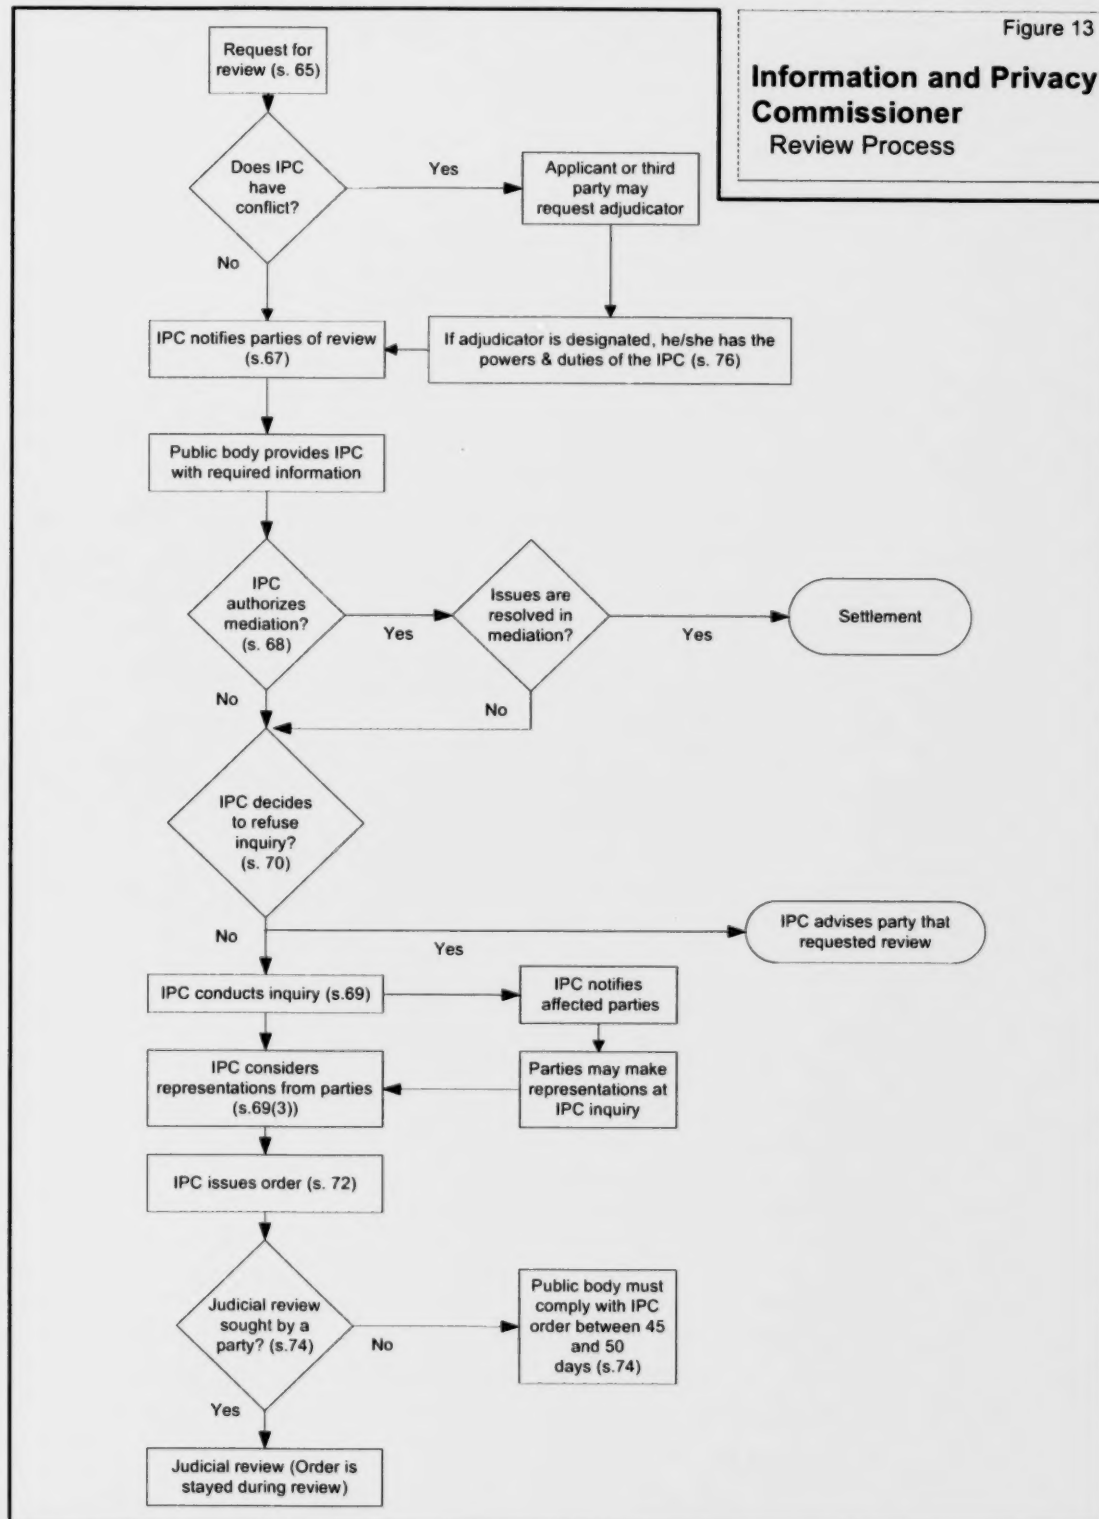 Figure 13
Information and Privacy
Commissioner
Review Process
Request for
review (s. 65)
Does IPC
have
conflict?
Yes
Applicant or third
party may
request adjudicator
No
IPC notifies parties of review
(s.67)
If adjudicator is designated, he/she has the
powers & duties of the IPC (s. 76)
Public body provides IPC
with required information
IPC
authorizes
mediation?
(s. 68)
Yes
Issues are
resolved in
mediation?
Yes
Settlement
No
No
IPC decides
to refuse
inquiry?
(s. 70)
No
Yes
IPC advises party that
requested review
IPC conducts inquiry (s.69)
IPC notifies
affected parties
IPC considers
representations from parties
(s.69(3))
Parties may make
representations at
IPC inquiry
IPC issues order (s. 72)
Judicial review
sought by a
party? (s.74)
No
Public body must
comply with IPC
order between 45
and 50
days (s.74)
Yes
Judicial review (Order is
stayed during review)